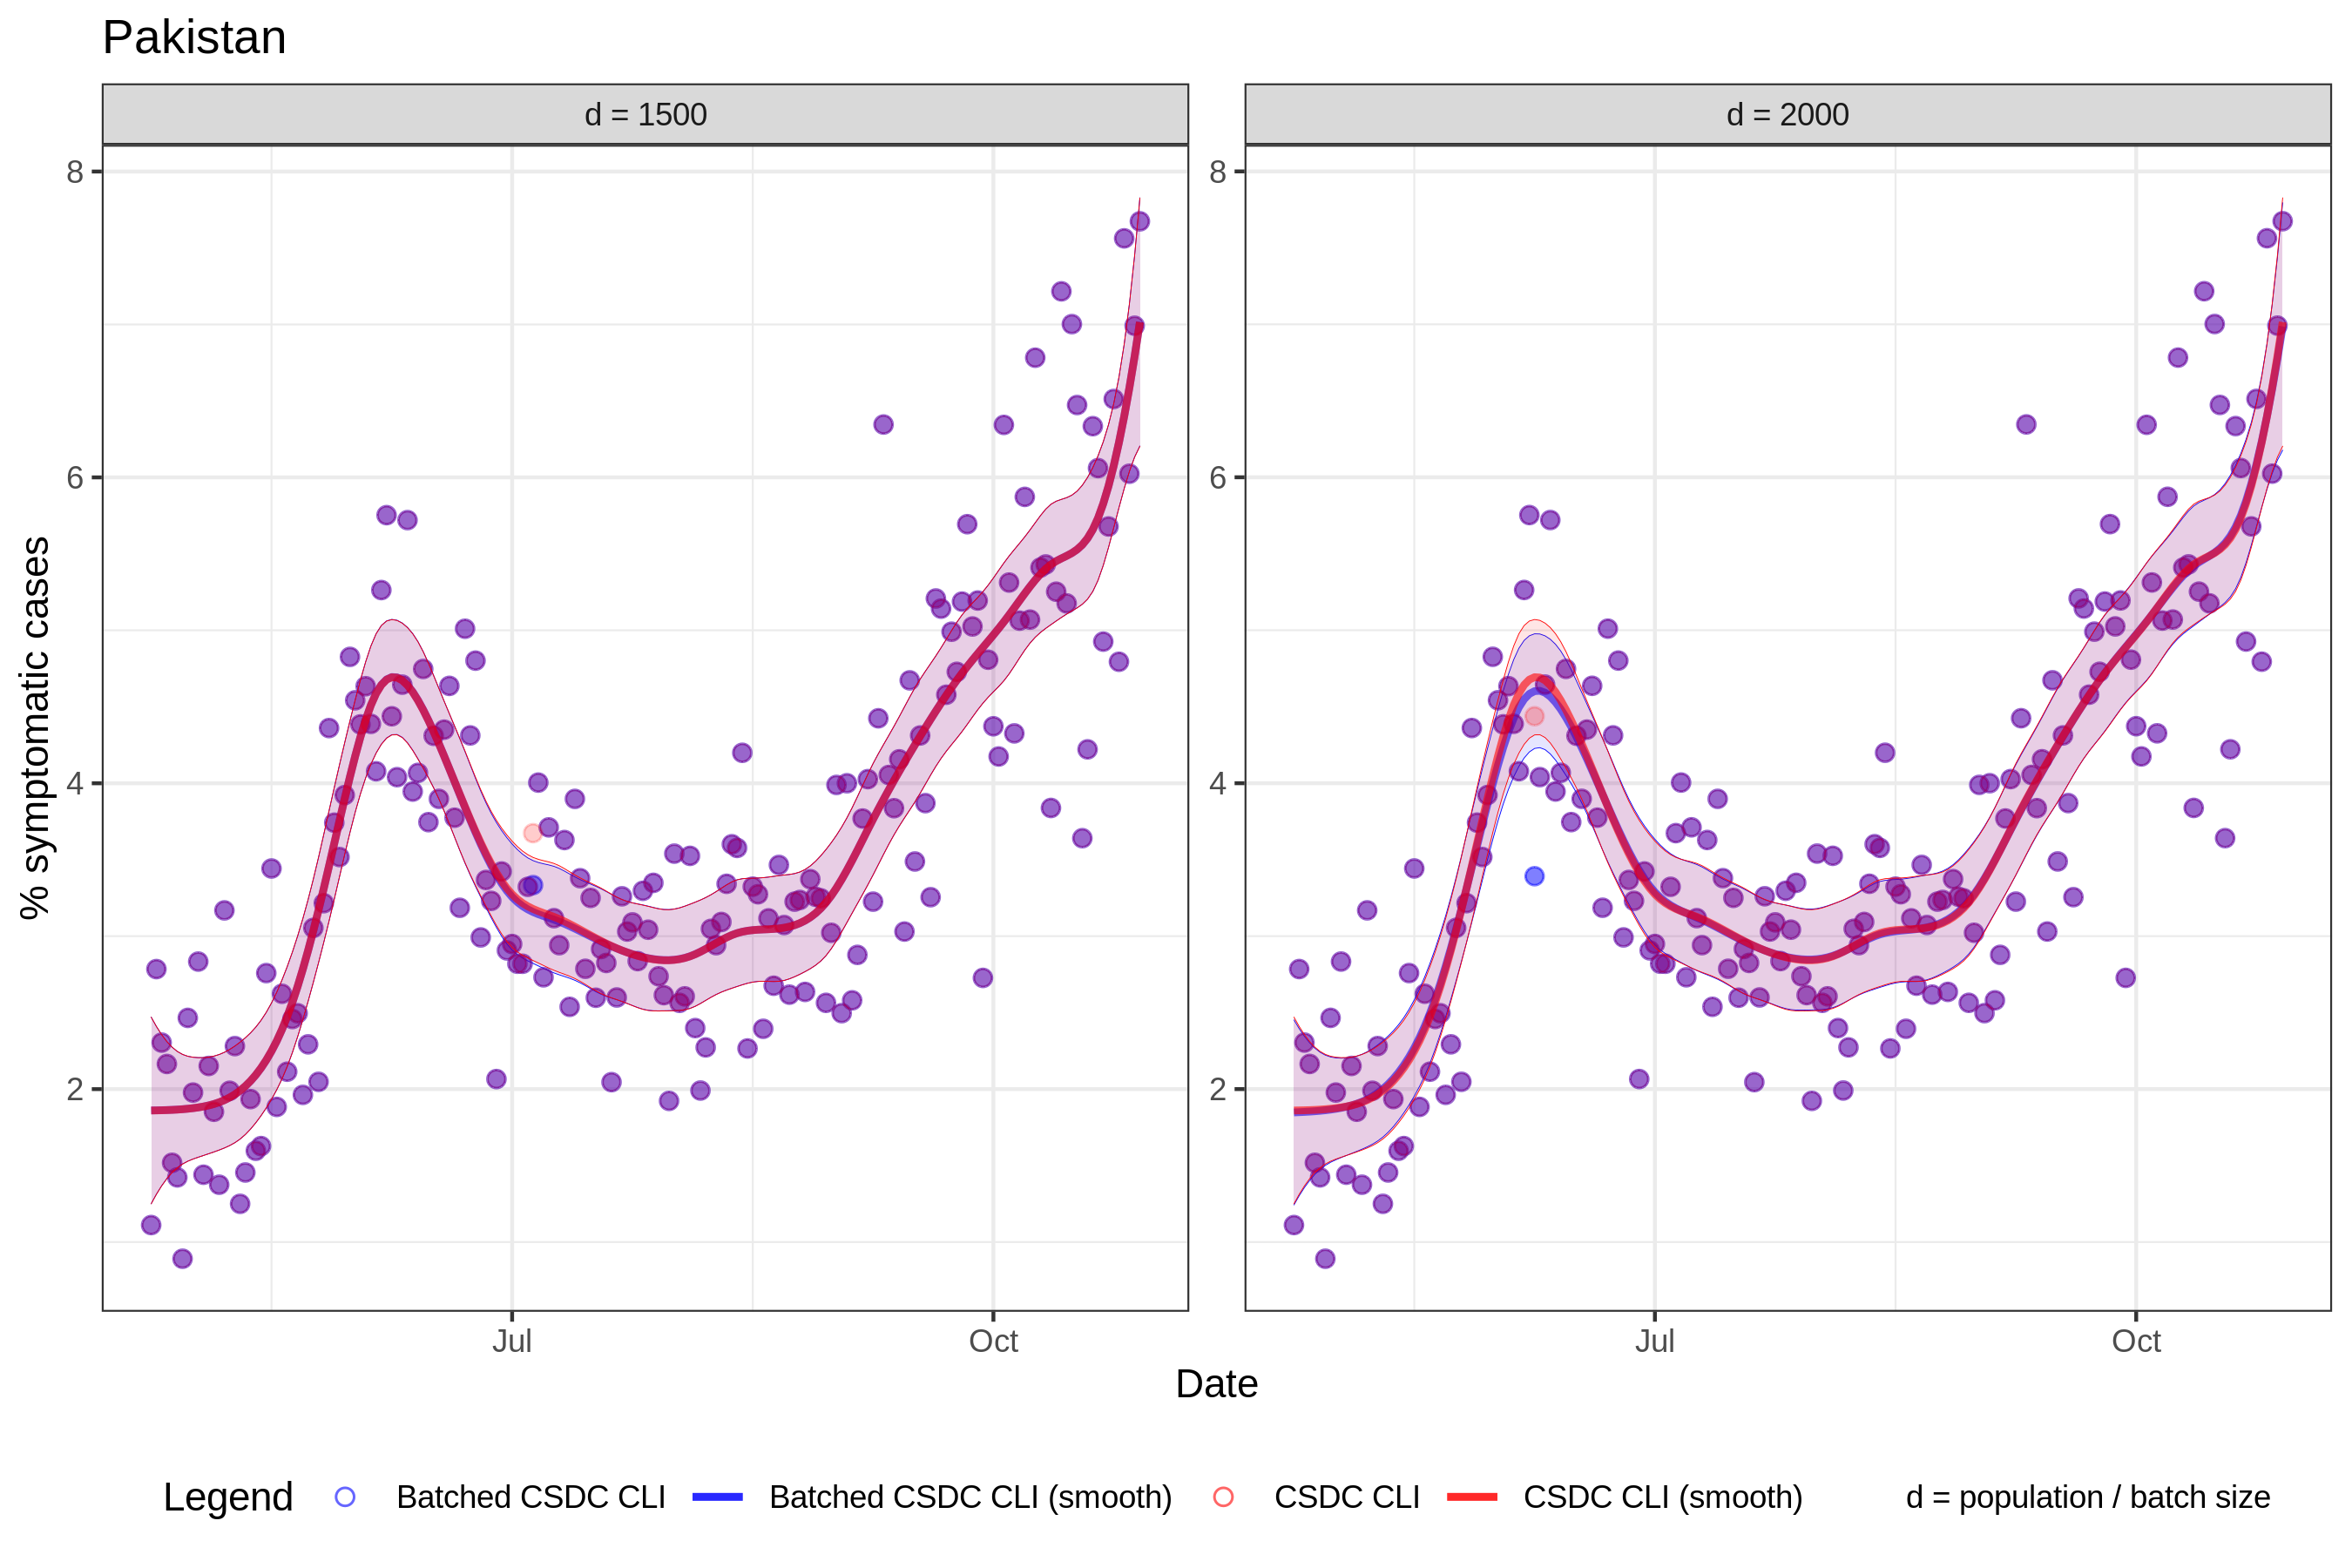 Pakistan
d = 1500
d = 2000
% symptomatic cases
8
6
4
2
8
6
4
2
Jul
Oct
Jul
Oct
Date
Legend
Batched CSDC CLI
Batched CSDC CLI (smooth)
CSDC CLI
CSDC CLI (smooth)
d = population / batch size